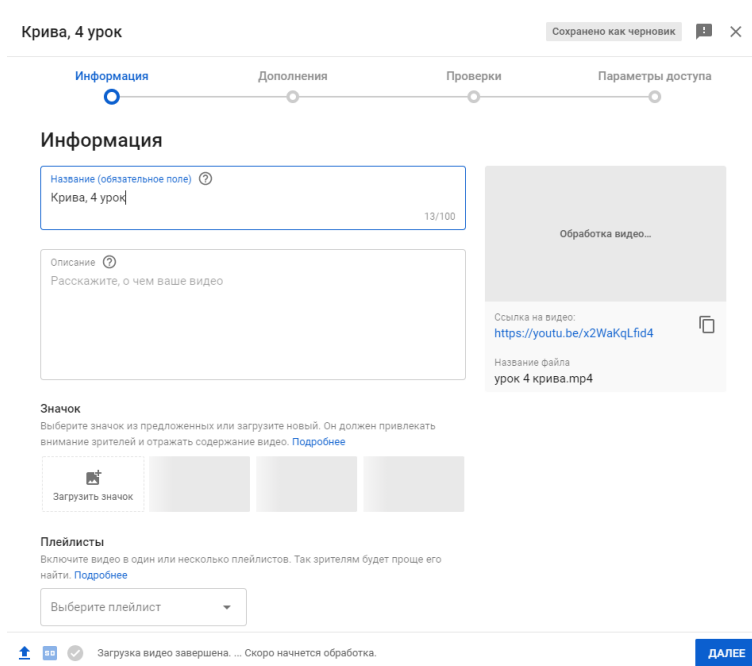 Крива, 4 урок
Сохранено как черновик
Информация
Дополнения
Проверки
Параметры доступа
Информация
Название (обязательное поле)
Крива, 4 урок
13/100
Обработка видео...
Описание
Расскажите, о чем ваше видео
Ссылка на видео:
https://youtu.be/x2WaKqLfid4
Название файла
урок 4 крива.mp4
Значок
Выберите значок из предложенных или загрузите новый. Он должен привлекать
внимание зрителей и отражать содержание видео. Подробнее
Загрузить значок
Плейлисты
Включите видео в один или несколько плейлистов. Так зрителям будет проще его
найти. Подробнее
Выберите плейлист
SD
Загрузка видео завершена. ... Скоро начнется обработка.
ДАЛЕЕ